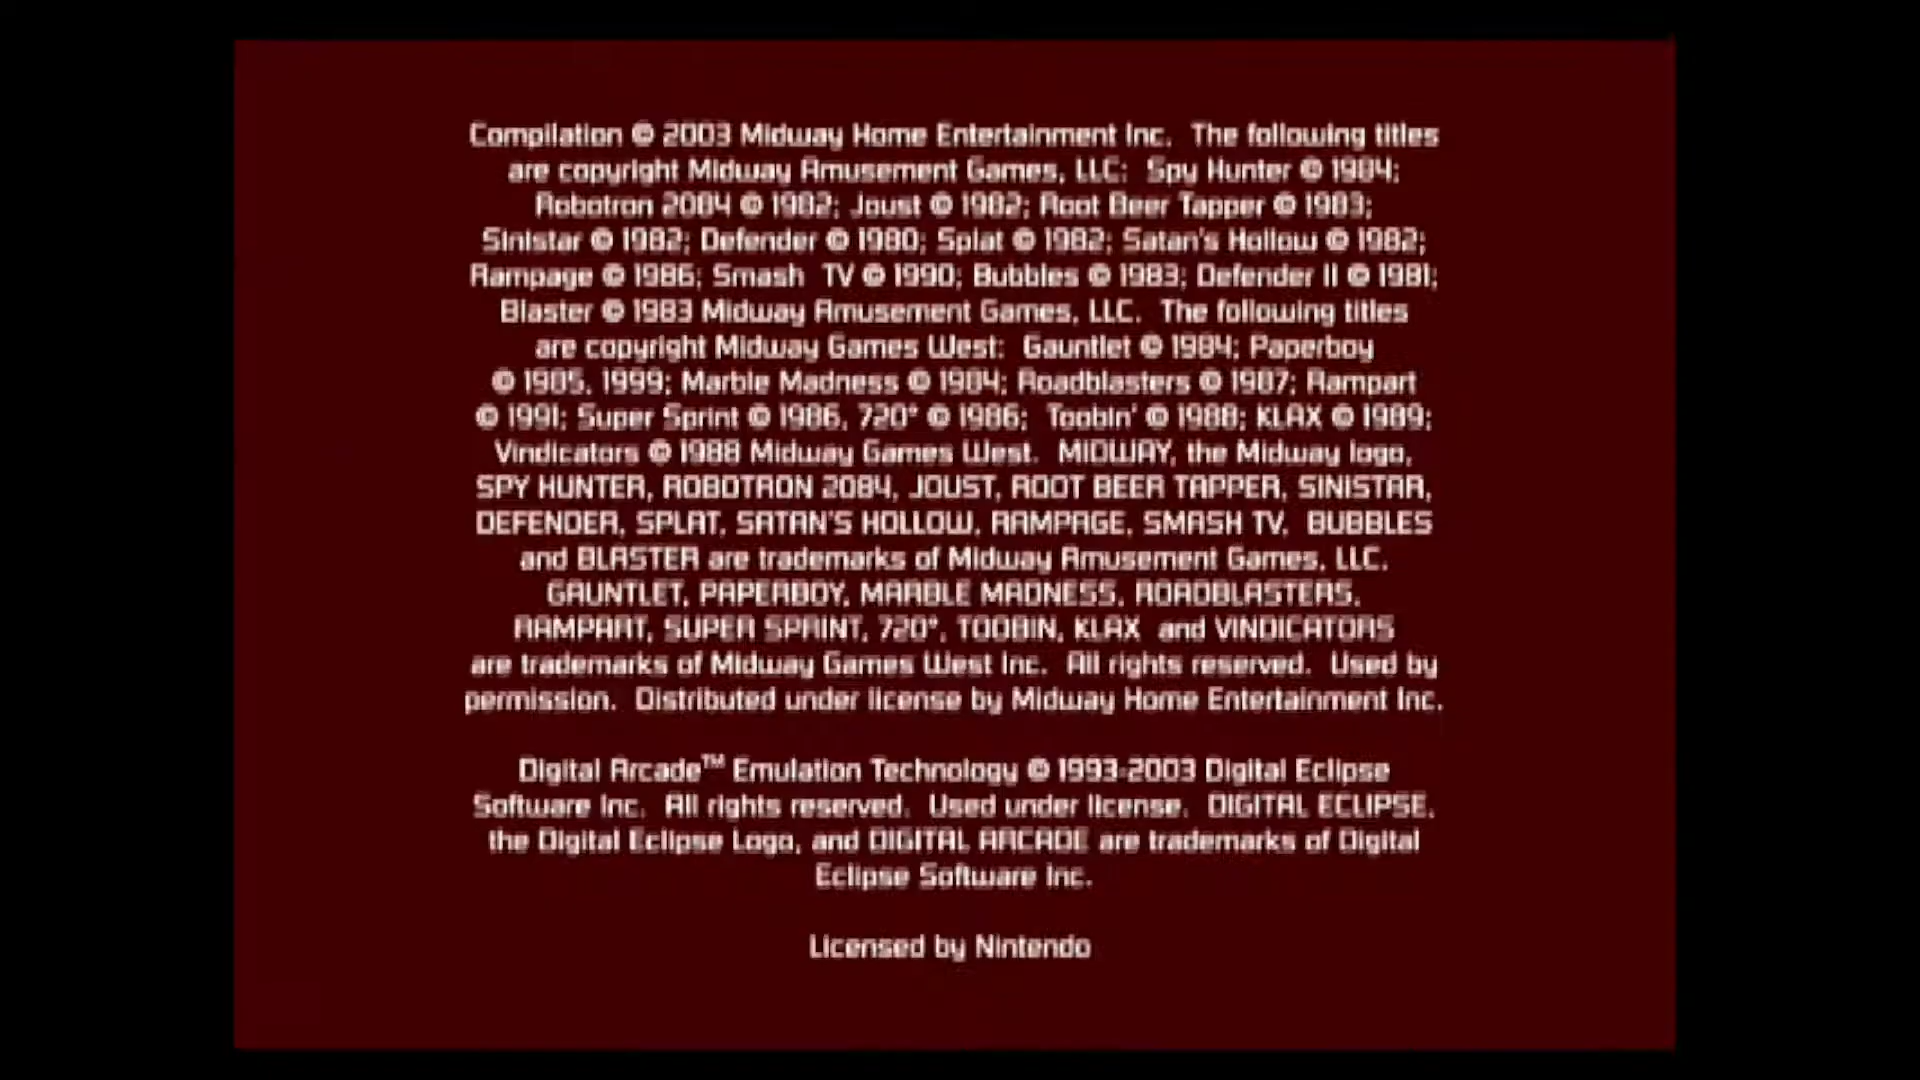 Compilation © 2003 Midway Home Entertainment Inc.  The following titles
are copyright Midway Amusement Games, LLC:  Spy Hunter © 1984;
Robotron 2084 © 1982; Joust © 1982; Root Beer Tapper © 1983;
Sinistar © 1982; Defender © 1980; Splat © 1982; Satan's Hollow © 1982;
Rampage © 1986; Smash  TV © 1990; Bubbles © 1983; Defender II © 1981;
Blaster © 1983 Midway Amusement Games, LLC.  The following titles
are copyright Midway Games West:  Gauntlet © 1984; Paperboy
© 1985, 1999; Marble Madness © 1984; Roadblasters © 1987; Rampart
© 1991; Super Sprint © 1986, 720° © 1986;  Toobin' © 1988; KLAX © 1989;
Vindicators © 1988 Midway Games West.  MIDWAY, the Midway logo,
SPY HUNTER, ROBOTRON 2084, JOUST, ROOT BEER TAPPER, SINISTAR,
DEFENDER, SPLAT, SATAN'S HOLLOW, RAMPAGE, SMASH TV,  BUBBLES
and BLASTER are trademarks of Midway Amusement Games, LLC.
GAUNTLET, PAPERBOY, MARBLE MADNESS, ROADBLASTERS,
RAMPART, SUPER SPRINT, 720°, TOOBIN, KLAX  and VINDICATORS
are trademarks of Midway Games West Inc.  All rights reserved.  Used by
permission.  Distributed under license by Midway Home Entertainment Inc.
Digital Arcade™ Emulation Technology © 1993-2003 Digital Eclipse
Software Inc.  All rights reserved.  Used under license.  DIGITAL ECLIPSE,
the Digital Eclipse Logo, and DIGITAL ARCADE are trademarks of Digital
Eclipse Software Inc.
Licensed by Nintendo